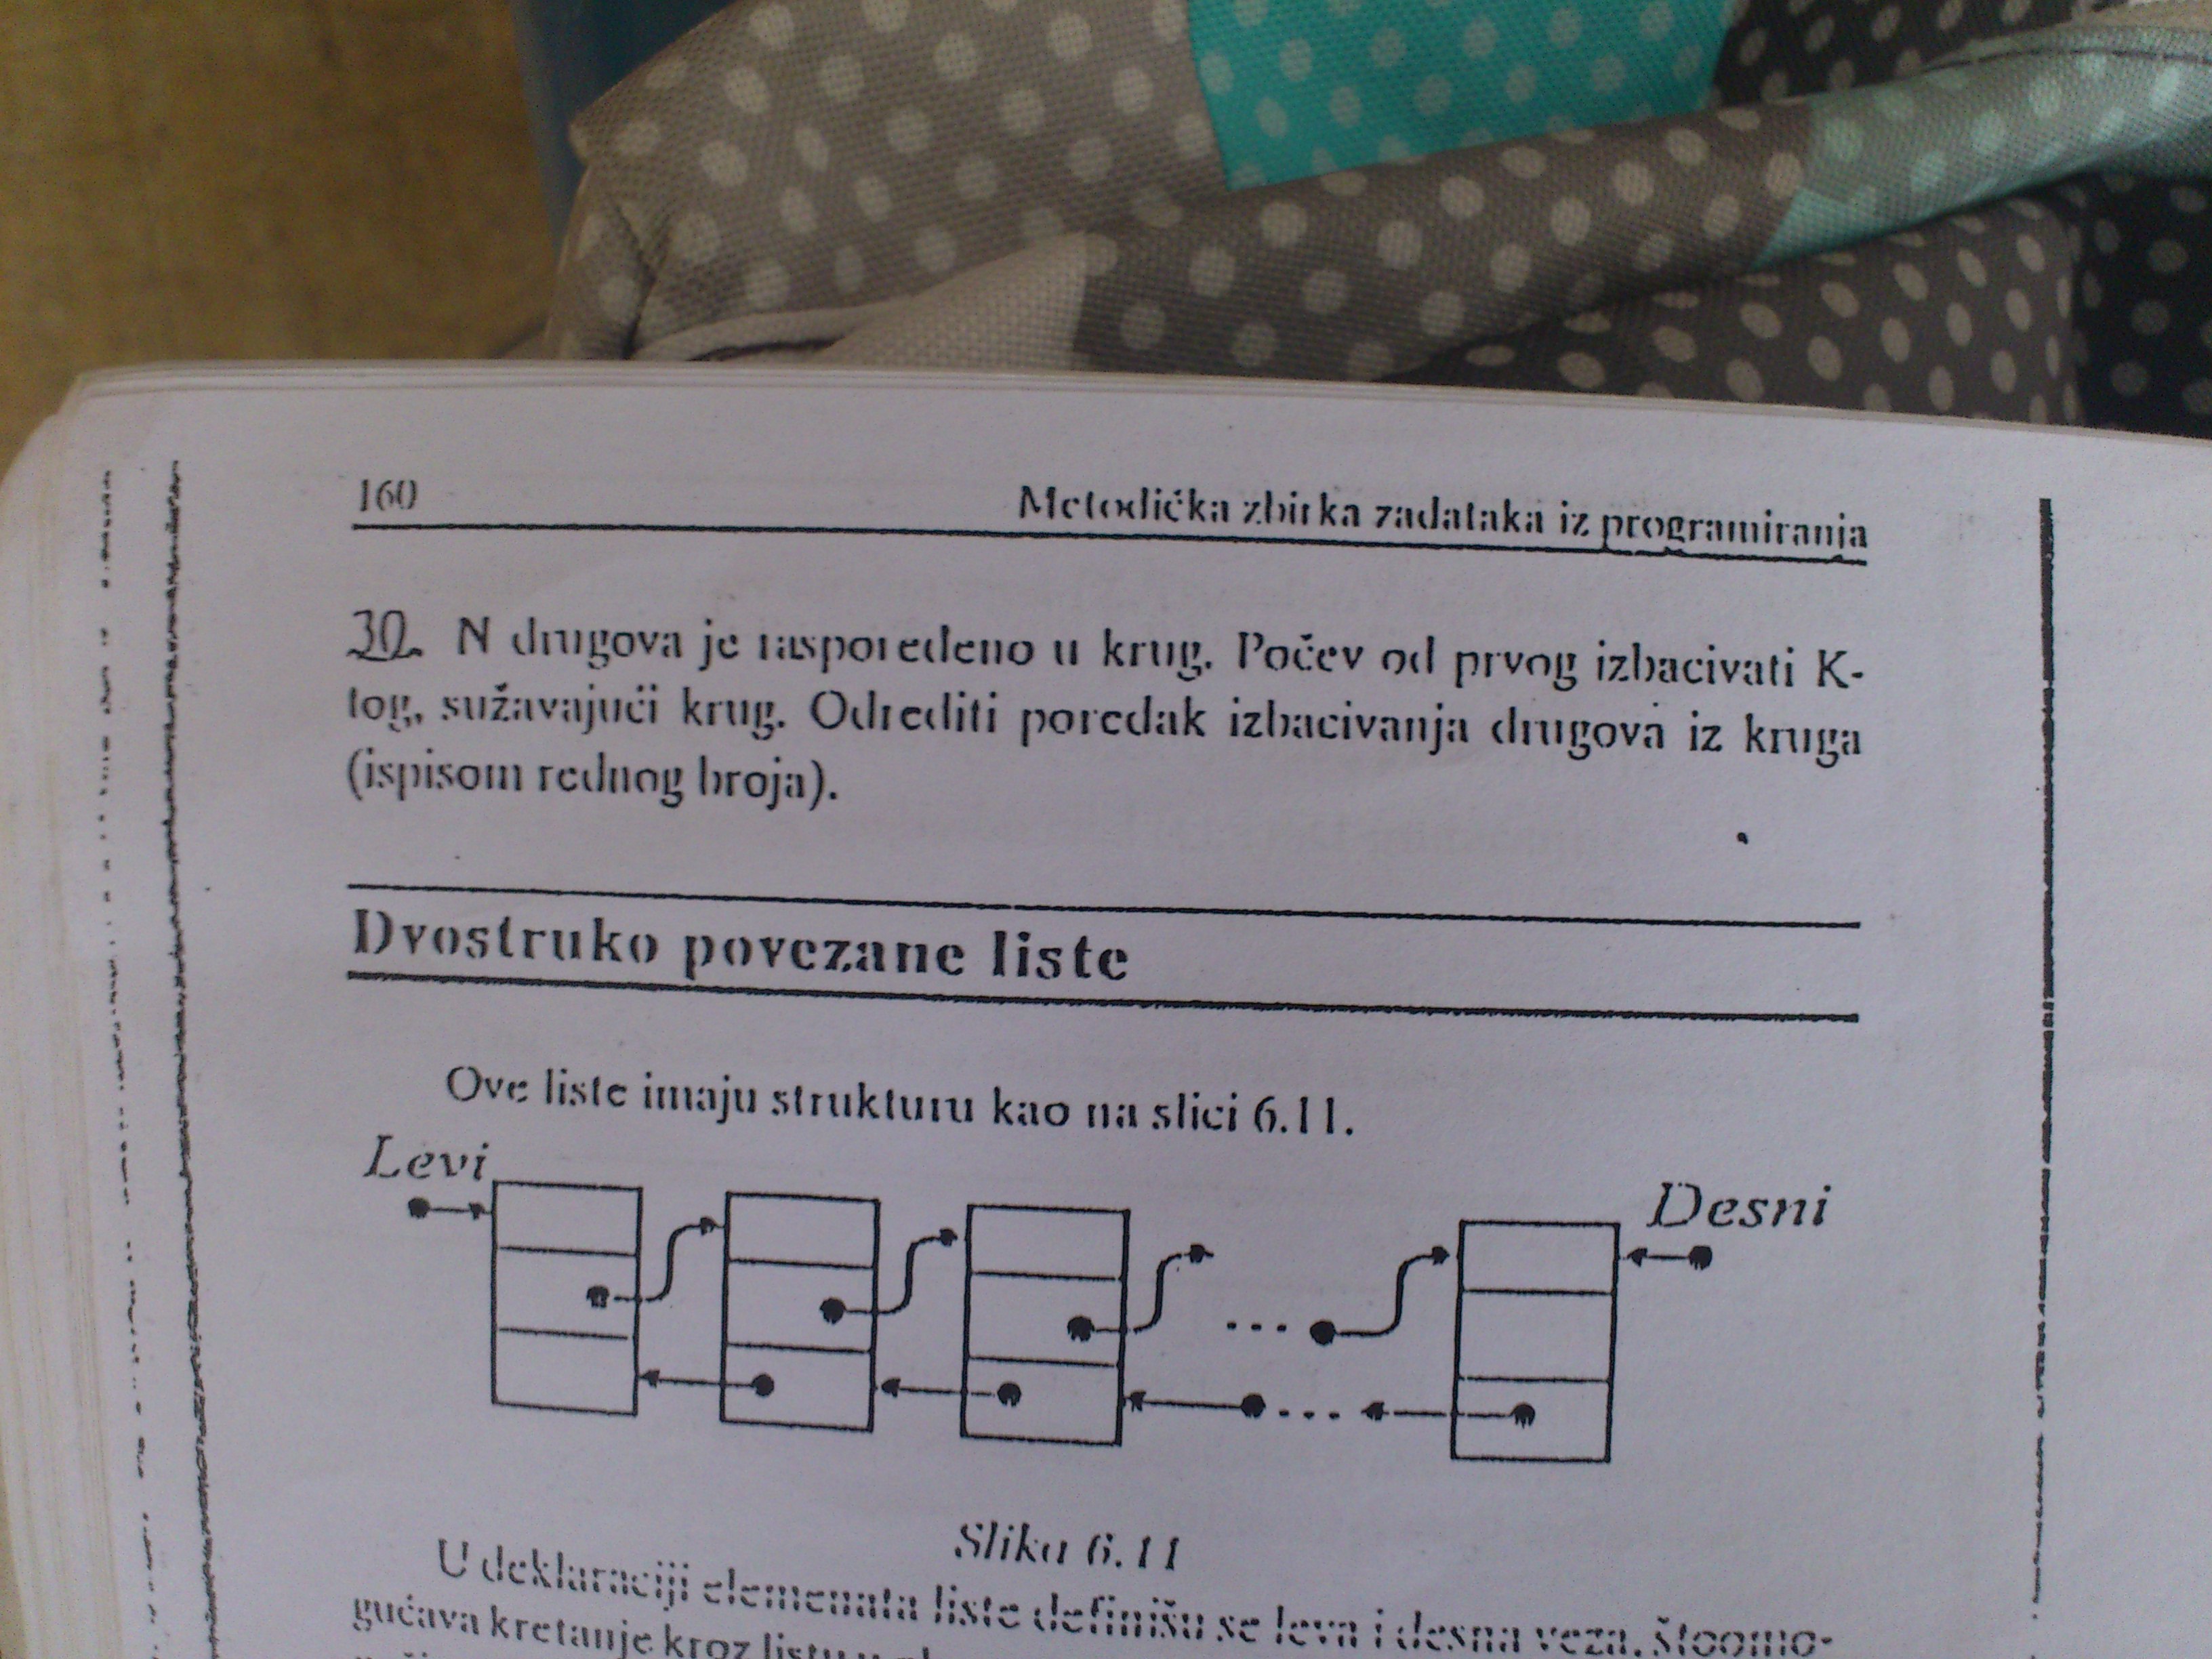 160
Metodička zbirka zadataka iz programiranja
30. N drugova je raspoređeno u krug. Počev od prvog izbacivati K-
tog, sužavajući krug. Odrediti poredak izbacivanja drugova iz kruga
(ispisom rednog broja).
Dvostruko povezane liste
Ove liste imaju strukturu kao na slici 6.11.
Levi
Desni
Slika 6.11
U deklaraciji elemenata liste definišu se leva i desna veza, što omo-
gućava kretanje kroz listu u